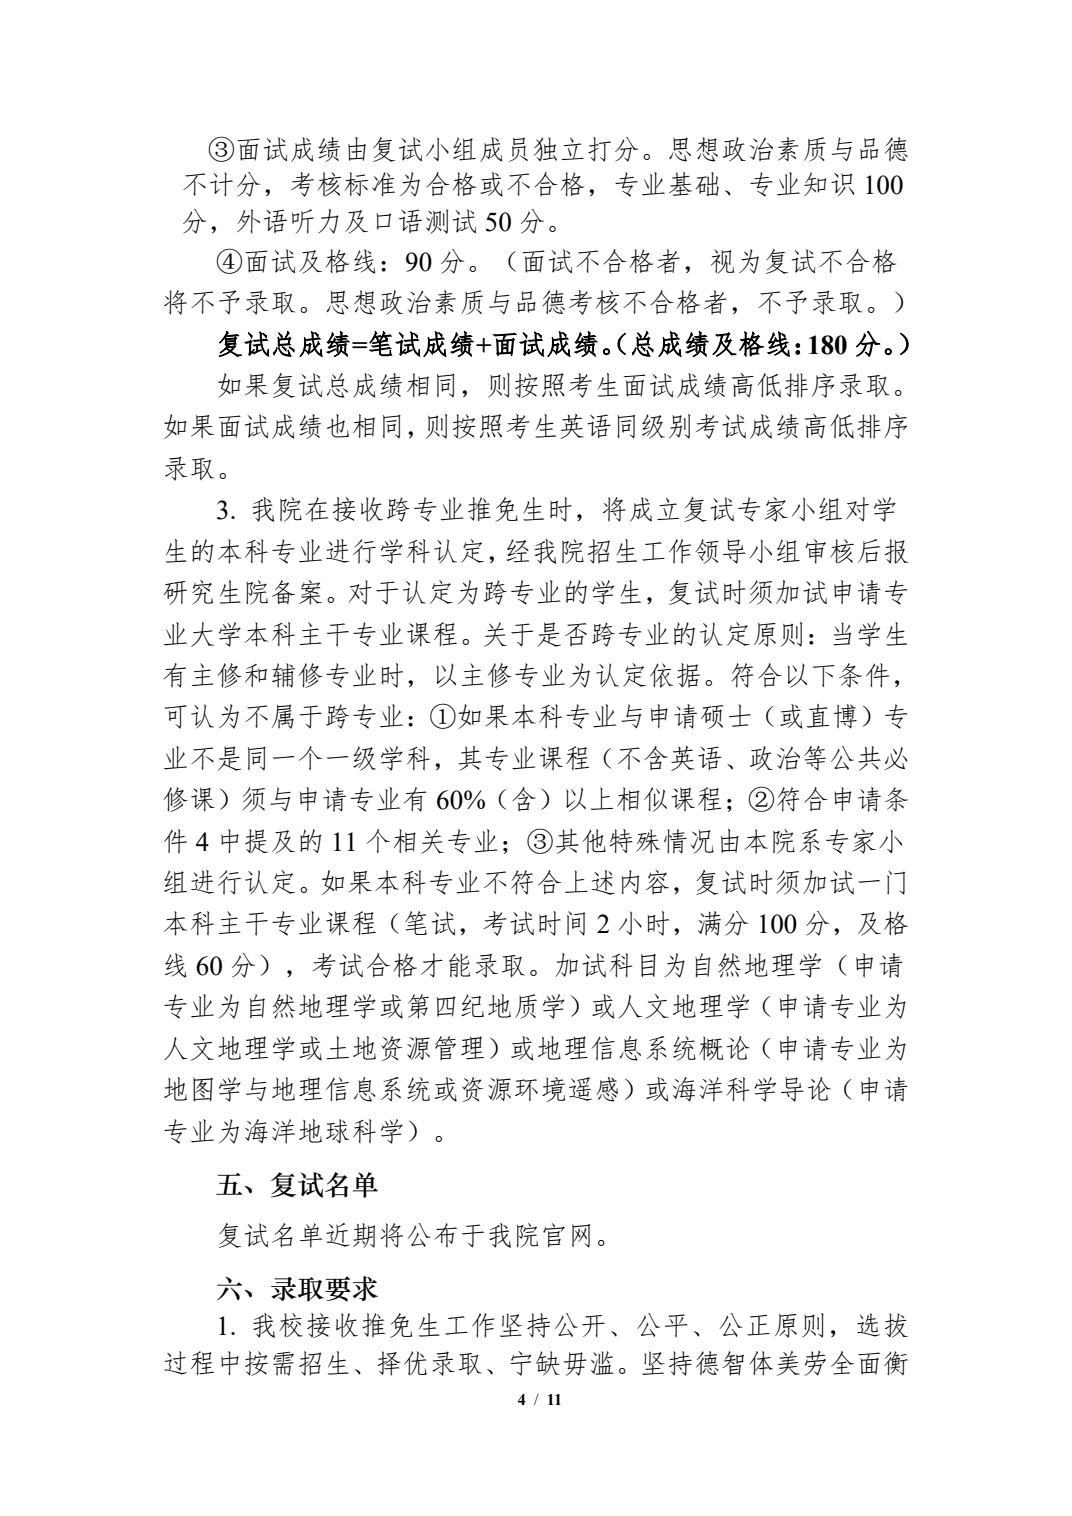 ③面试成绩由复试小组成员独立打分。思想政治素质与品德
不计分，考核标准为合格或不合格，专业基础、专业知识 100
分，外语听力及口语测试 50 分。
④面试及格线：90 分。（面试不合格者，视为复试不合格
将不予录取。思想政治素质与品德考核不合格者，不予录取。）
复试总成绩=笔试成绩+面试成绩。（总成绩及格线：180 分。）
如果复试总成绩相同，则按照考生面试成绩高低排序录取。
如果面试成绩也相同，则按照考生英语同级别考试成绩高低排序
录取。
3. 我院在接收跨专业推免生时，将成立复试专家小组对学
生的本科专业进行学科认定，经我院招生工作领导小组审核后报
研究生院备案。对于认定为跨专业的学生，复试时须加试申请专
业大学本科主干专业课程。关于是否跨专业的认定原则：当学生
有主修和辅修专业时，以主修专业为认定依据。符合以下条件，
可认为不属于跨专业：①如果本科专业与申请硕士（或直博）专
业不是同一个一级学科，其专业课程（不含英语、政治等公共必
修课）须与申请专业有 60%（含）以上相似课程；②符合申请条
件 4 中提及的 11 个相关专业；③其他特殊情况由本院系专家小
组进行认定。如果本科专业不符合上述内容，复试时须加试一门
本科主干专业课程（笔试，考试时间 2 小时，满分 100 分，及格
线 60 分），考试合格才能录取。加试科目为自然地理学（申请
专业为自然地理学或第四纪地质学）或人文地理学（申请专业为
人文地理学或土地资源管理）或地理信息系统概论（申请专业为
地图学与地理信息系统或资源环境遥感）或海洋科学导论（申请
专业为海洋地球科学）。
五、复试名单
复试名单近期将公布于我院官网。
六、录取要求
1. 我校接收推免生工作坚持公开、公平、公正原则，选拔
过程中按需招生、择优录取、宁缺毋滥。坚持德智体美劳全面衡
4 / 11